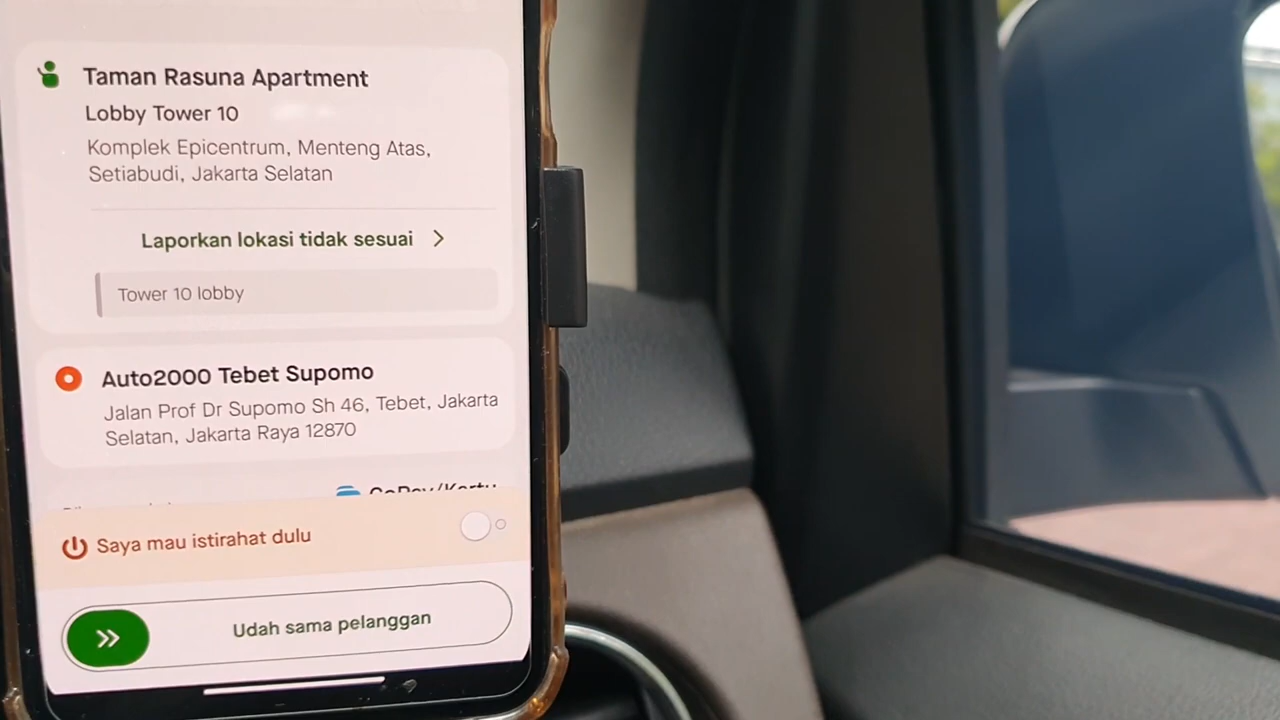 Taman Rasuna Apartment
Lobby Tower 10
Komplek Epicentrum, Menteng Atas,
Setiabudi, Jakarta Selatan
Laporkan lokasi tidak sesuai
Tower 10 lobby
Auto2000 Tebet Supomo
Jalan Prof Dr Supomo Sh 46, Tebet, Jakarta
Selatan, Jakarta Raya 12870
GoPay/Kartu
Saya mau istirahat dulu
Udah sama pelanggan